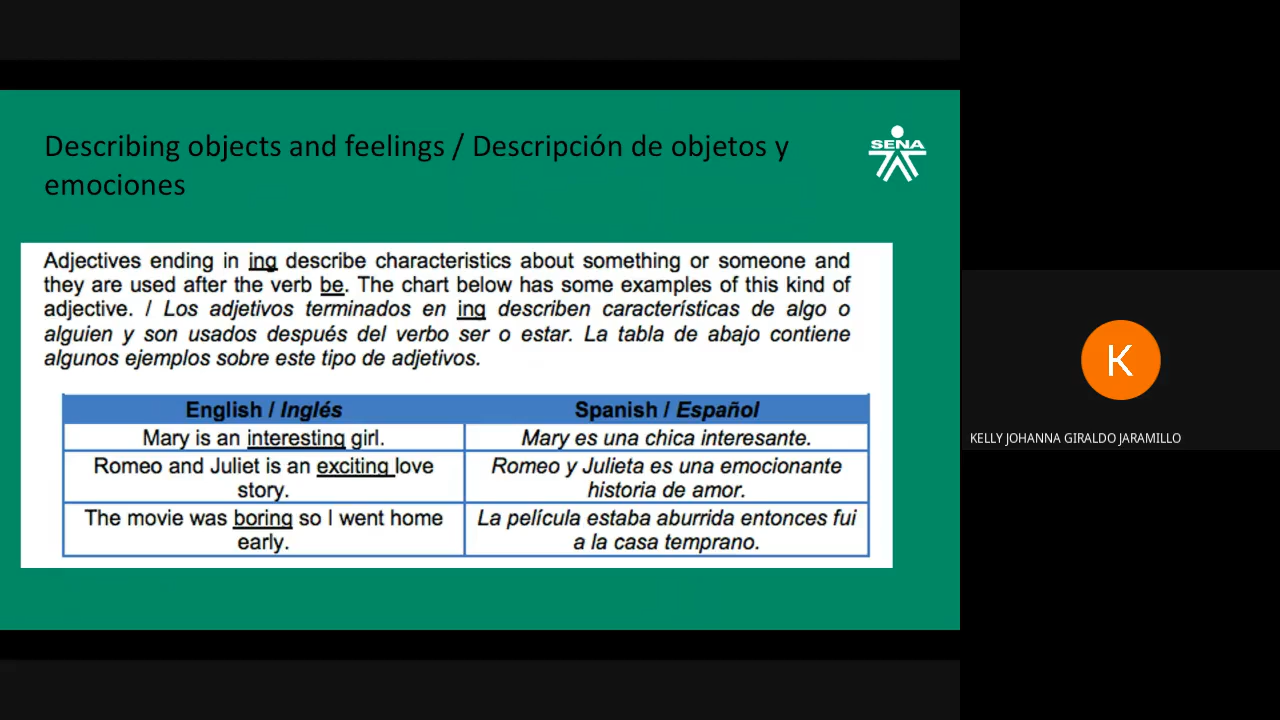 Describing objects and feelings / Descripción de objetos y
emociones
SENA
Adjectives ending in ing describe characteristics about something or someone and
they are used after the verb be. The chart below has some examples of this kind of
adjective. / Los adjetivos terminados en ing describen características de algo o
alguien y son usados después del verbo ser o estar. La tabla de abajo contiene
algunos ejemplos sobre este tipo de adjetivos.
English / Inglés
Spanish / Español
Mary is an interesting girl.
Mary es una chica interesante.
Romeo and Juliet is an exciting love
story.
Romeo y Julieta es una emocionante
historia de amor.
The movie was boring so I went home
early.
La película estaba aburrida entonces fui
a la casa temprano.
K
KELLY JOHANNA GIRALDO JARAMILLO